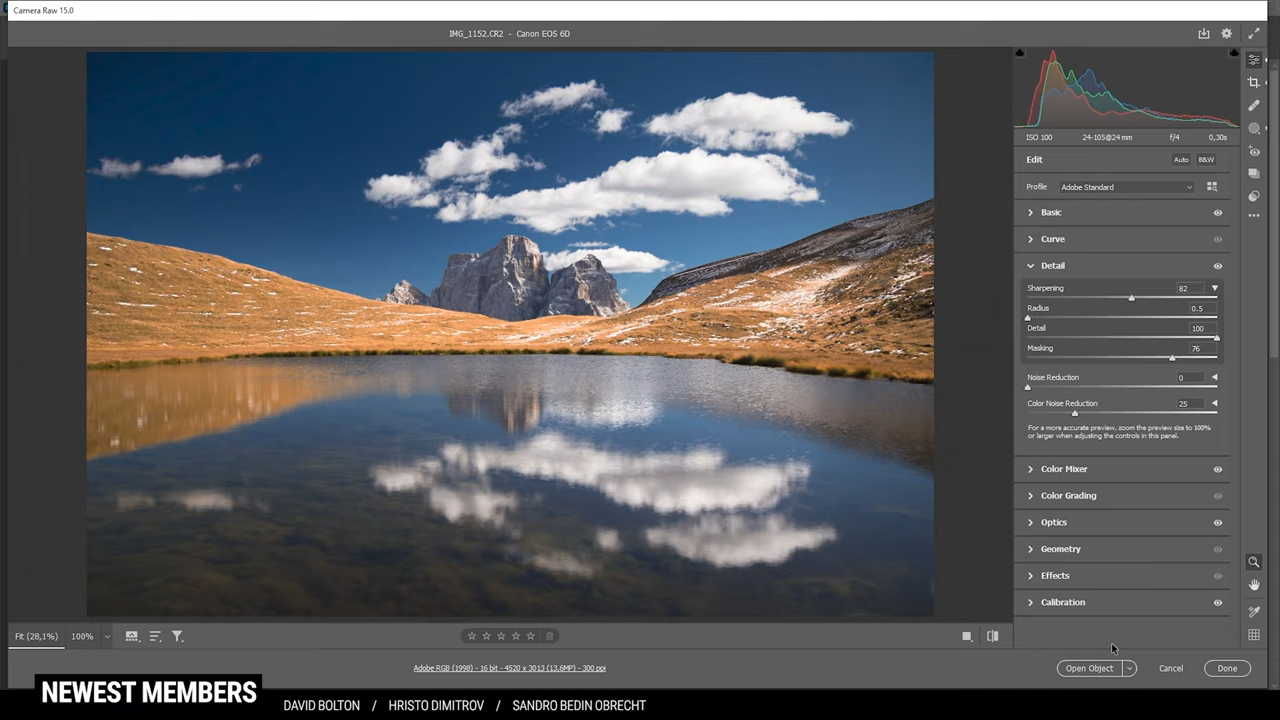 Camera Raw 15.0
IMG_1152.CR2 - Canon EOS 6D
ISO 100 24-105@24 mm f/4 0,30s
Edit Auto B&W
Profile Adobe Standard
Basic
Curve
Detail
Sharpening 82
Radius 0.5
Detail 100
Masking 76
Noise Reduction 0
Color Noise Reduction 25
For a more accurate preview, zoom the preview size to 100%
or larger when adjusting the controls in this panel.
Color Mixer
Color Grading
Optics
Geometry
Effects
Calibration
Fit (28,1%) 100%
Adobe RGB (1998) - 16 bit - 4520 x 3013 (13,6MP) - 300 ppi
Open Object Cancel Done
NEWEST MEMBERS
DAVID BOLTON / HRISTO DIMITROV / SANDRO BEDIN OBRECHT